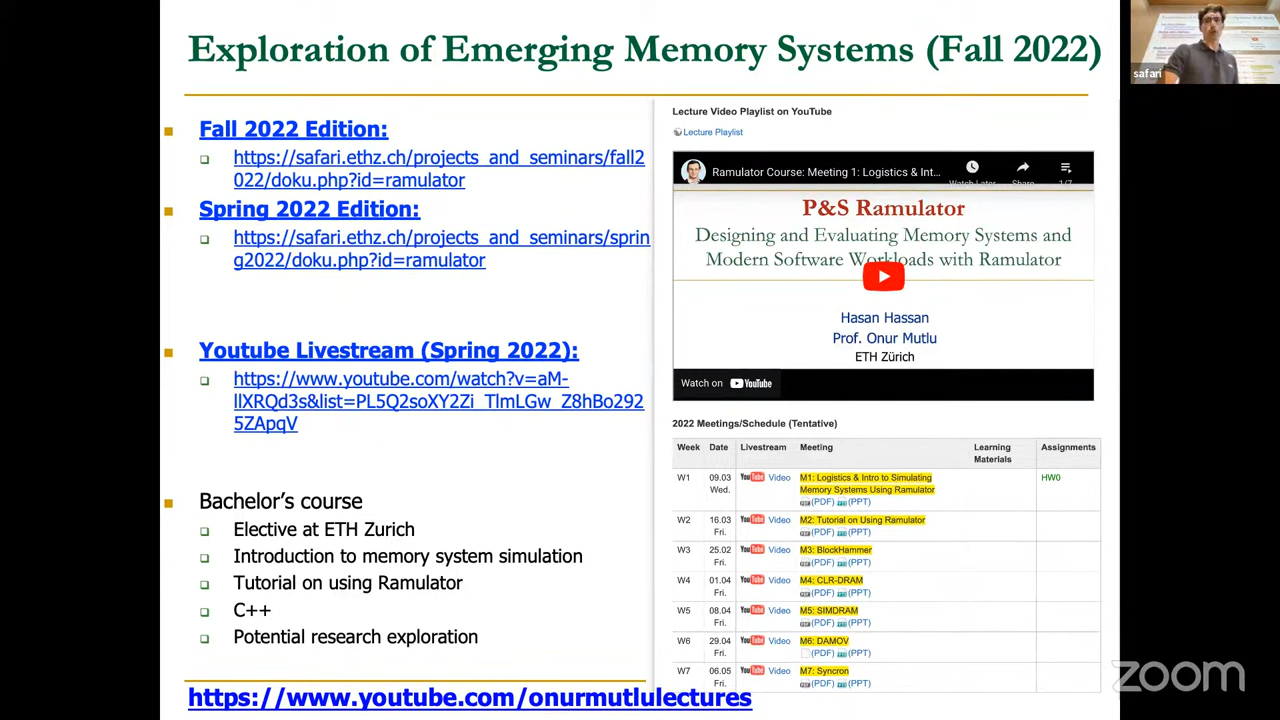 Exploration of Emerging Memory Systems (Fall 2022)
safari
Fall 2022 Edition:
https://safari.ethz.ch/projects_and_seminars/fall2
022/doku.php?id=ramulator
Spring 2022 Edition:
https://safari.ethz.ch/projects_and_seminars/sprin
g2022/doku.php?id=ramulator
Youtube Livestream (Spring 2022):
https://www.youtube.com/watch?v=aM-
llXRQd3s&list=PL5Q2soXY2Zi_TlmLGw_Z8hBo292
5ZApqV
Bachelor's course
Elective at ETH Zurich
Introduction to memory system simulation
Tutorial on using Ramulator
C++
Potential research exploration
https://www.youtube.com/onurmutlulectures
Lecture Video Playlist on YouTube
Lecture Playlist
Ramulator Course: Meeting 1: Logistics & Int...
Watch Later Share 1/7
P&S Ramulator
Designing and Evaluating Memory Systems and
Modern Software Workloads with Ramulator
Hasan Hassan
Prof. Onur Mutlu
ETH Zürich
Watch on YouTube
2022 Meetings/Schedule (Tentative)
Week Date Livestream Meeting Learning Materials Assignments
W1 09.03 Wed. YouTube Video M1: Logistics & Intro to Simulating HW0
Memory Systems Using Ramulator
(PDF) (PPT)
W2 16.03 Fri. YouTube Video M2: Tutorial on Using Ramulator
(PDF) (PPT)
W3 25.02 Fri. YouTube Video M3: BlockHammer
(PDF) (PPT)
W4 01.04 Fri. YouTube Video M4: CLR-DRAM
(PDF) (PPT)
W5 08.04 Fri. YouTube Video M5: SIMDRAM
(PDF) (PPT)
W6 29.04 Fri. YouTube Video M6: DAMOV
(PDF) (PPT)
W7 06.05 Fri. YouTube Video M7: Syncron
(PDF) (PPT)
zoom